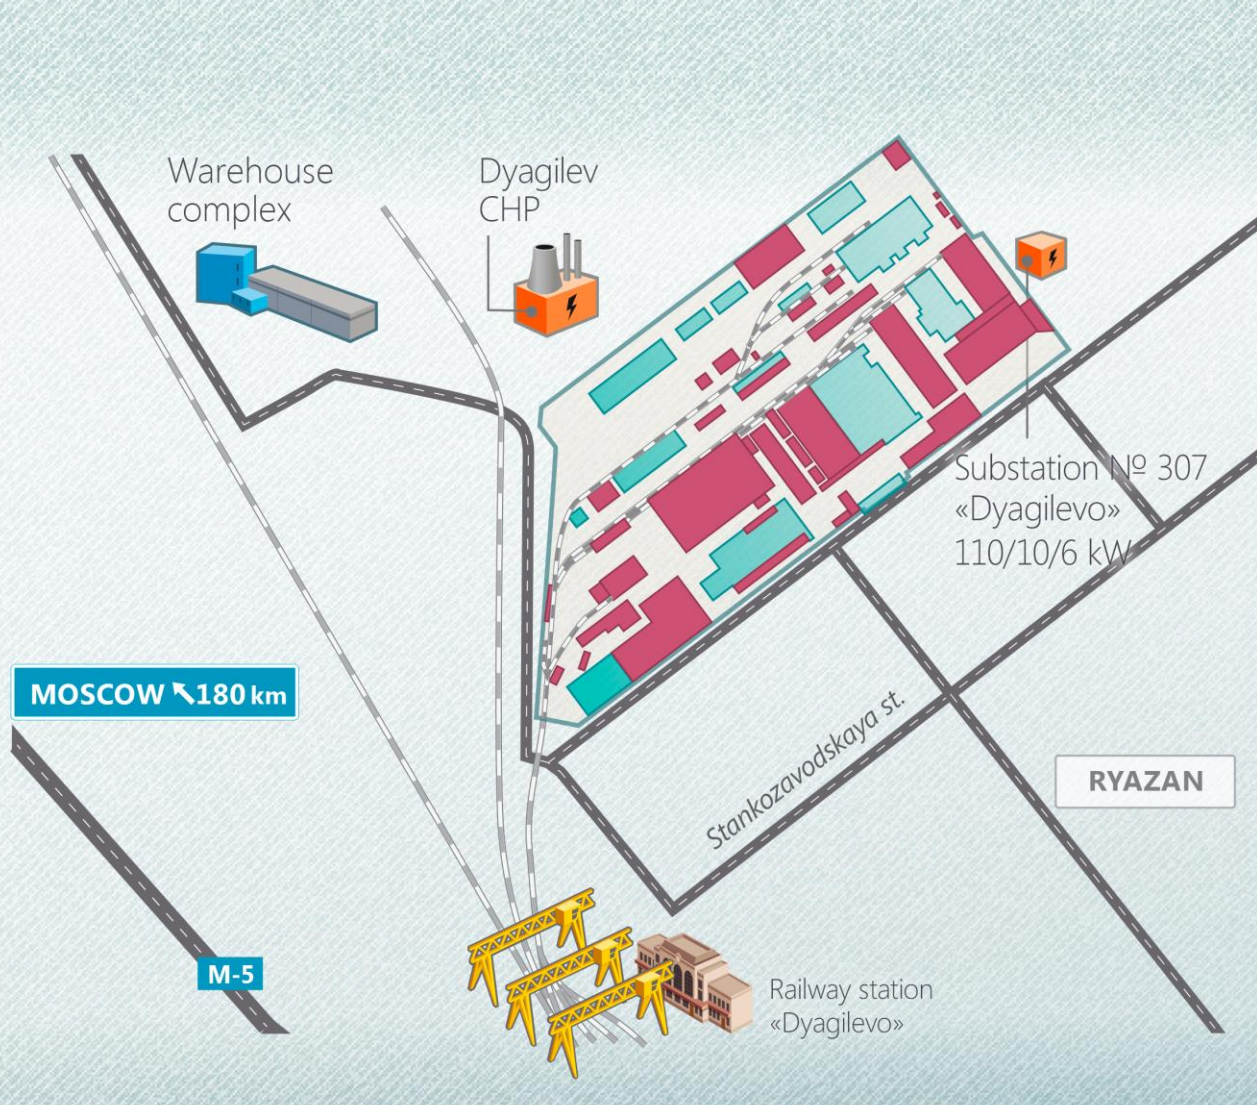 Warehouse
complex
Dyagilev
CHP
Substation № 307
«Dyagilevo»
110/10/6 kW
MOSCOW ↖ 180 km
Stankozavodskaya st.
RYAZAN
M-5
Railway station
«Dyagilevo»